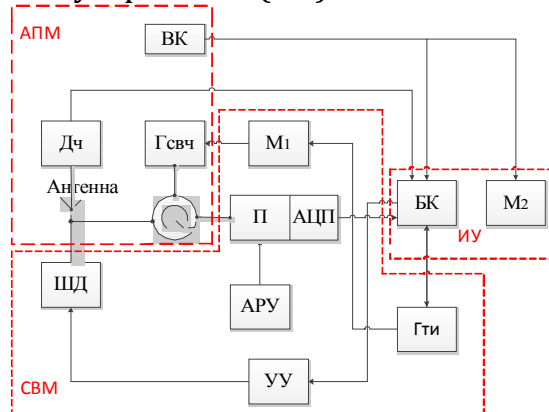 АПМ
ВК
Дч
Гсвч
М1
Антенна
П
АЦП
БК
М2
ИУ
ШД
АРУ
Гти
СВМ
УУ